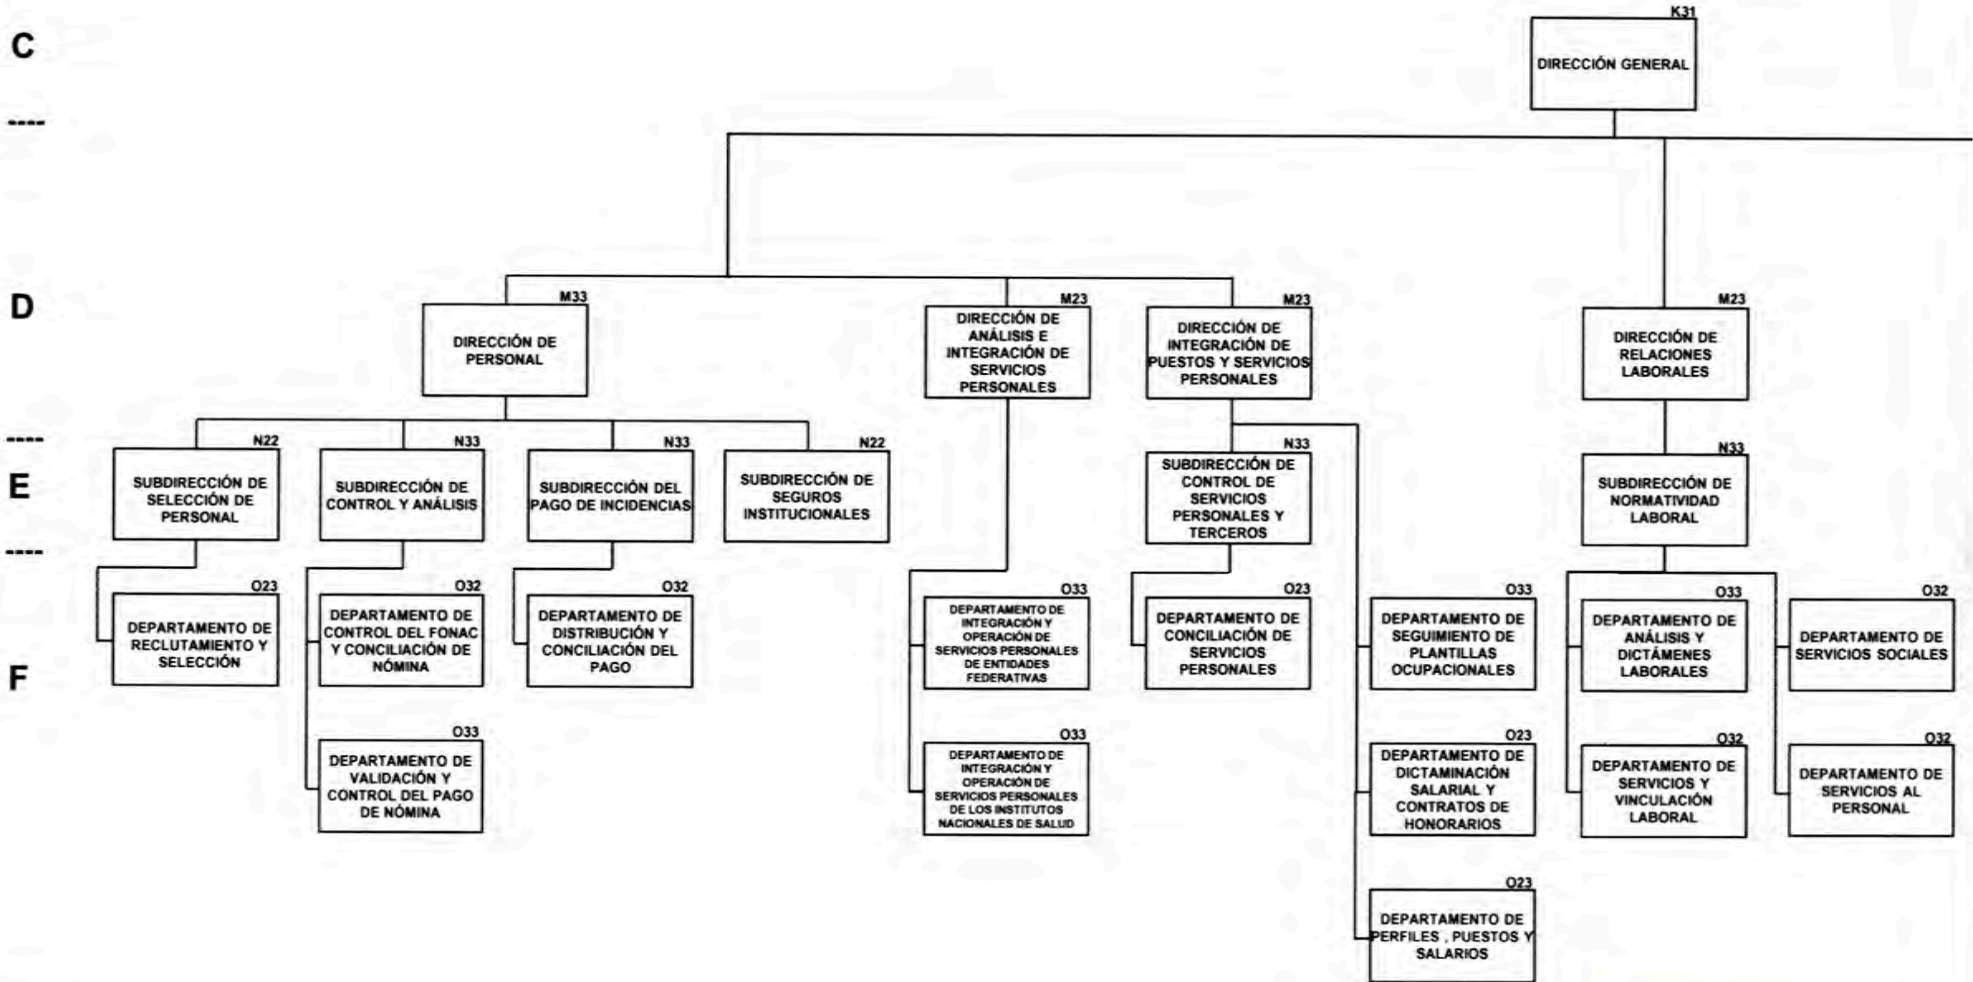 C
K31
DIRECCIÓN GENERAL
----
D
M33
DIRECCIÓN DE
PERSONAL
M23
DIRECCIÓN DE
ANÁLISIS E
INTEGRACIÓN DE
SERVICIOS
PERSONALES
M23
DIRECCIÓN DE
INTEGRACIÓN DE
PUESTOS Y SERVICIOS
PERSONALES
M23
DIRECCIÓN DE
RELACIONES
LABORALES
----
E
N22
SUBDIRECCIÓN DE
SELECCIÓN DE
PERSONAL
N33
SUBDIRECCIÓN DE
CONTROL Y ANÁLISIS
N33
SUBDIRECCIÓN DEL
PAGO DE INCIDENCIAS
N22
SUBDIRECCIÓN DE
SEGUROS
INSTITUCIONALES
N33
SUBDIRECCIÓN DE
CONTROL DE
SERVICIOS
PERSONALES Y
TERCEROS
N33
SUBDIRECCIÓN DE
NORMATIVIDAD
LABORAL
----
F
O23
DEPARTAMENTO DE
RECLUTAMIENTO Y
SELECCIÓN
O32
DEPARTAMENTO DE
CONTROL DEL FONAC
Y CONCILIACIÓN DE
NÓMINA
O32
DEPARTAMENTO DE
DISTRIBUCIÓN Y
CONCILIACIÓN DEL
PAGO
O33
DEPARTAMENTO DE
INTEGRACIÓN Y
OPERACIÓN DE
SERVICIOS PERSONALES
DE ENTIDADES
FEDERATIVAS
O23
DEPARTAMENTO DE
CONCILIACIÓN DE
SERVICIOS
PERSONALES
O33
DEPARTAMENTO DE
SEGUIMIENTO DE
PLANTILLAS
OCUPACIONALES
O33
DEPARTAMENTO DE
ANÁLISIS Y
DICTÁMENES
LABORALES
O32
DEPARTAMENTO DE
SERVICIOS SOCIALES
O33
DEPARTAMENTO DE
VALIDACIÓN Y
CONTROL DEL PAGO
DE NÓMINA
O33
DEPARTAMENTO DE
INTEGRACIÓN Y
OPERACIÓN DE
SERVICIOS PERSONALES
DE LOS INSTITUTOS
NACIONALES DE SALUD
O23
DEPARTAMENTO DE
DICTAMINACIÓN
SALARIAL Y
CONTRATOS DE
HONORARIOS
O32
DEPARTAMENTO DE
SERVICIOS Y
VINCULACIÓN
LABORAL
O32
DEPARTAMENTO DE
SERVICIOS AL
PERSONAL
O23
DEPARTAMENTO DE
PERFILES , PUESTOS Y
SALARIOS